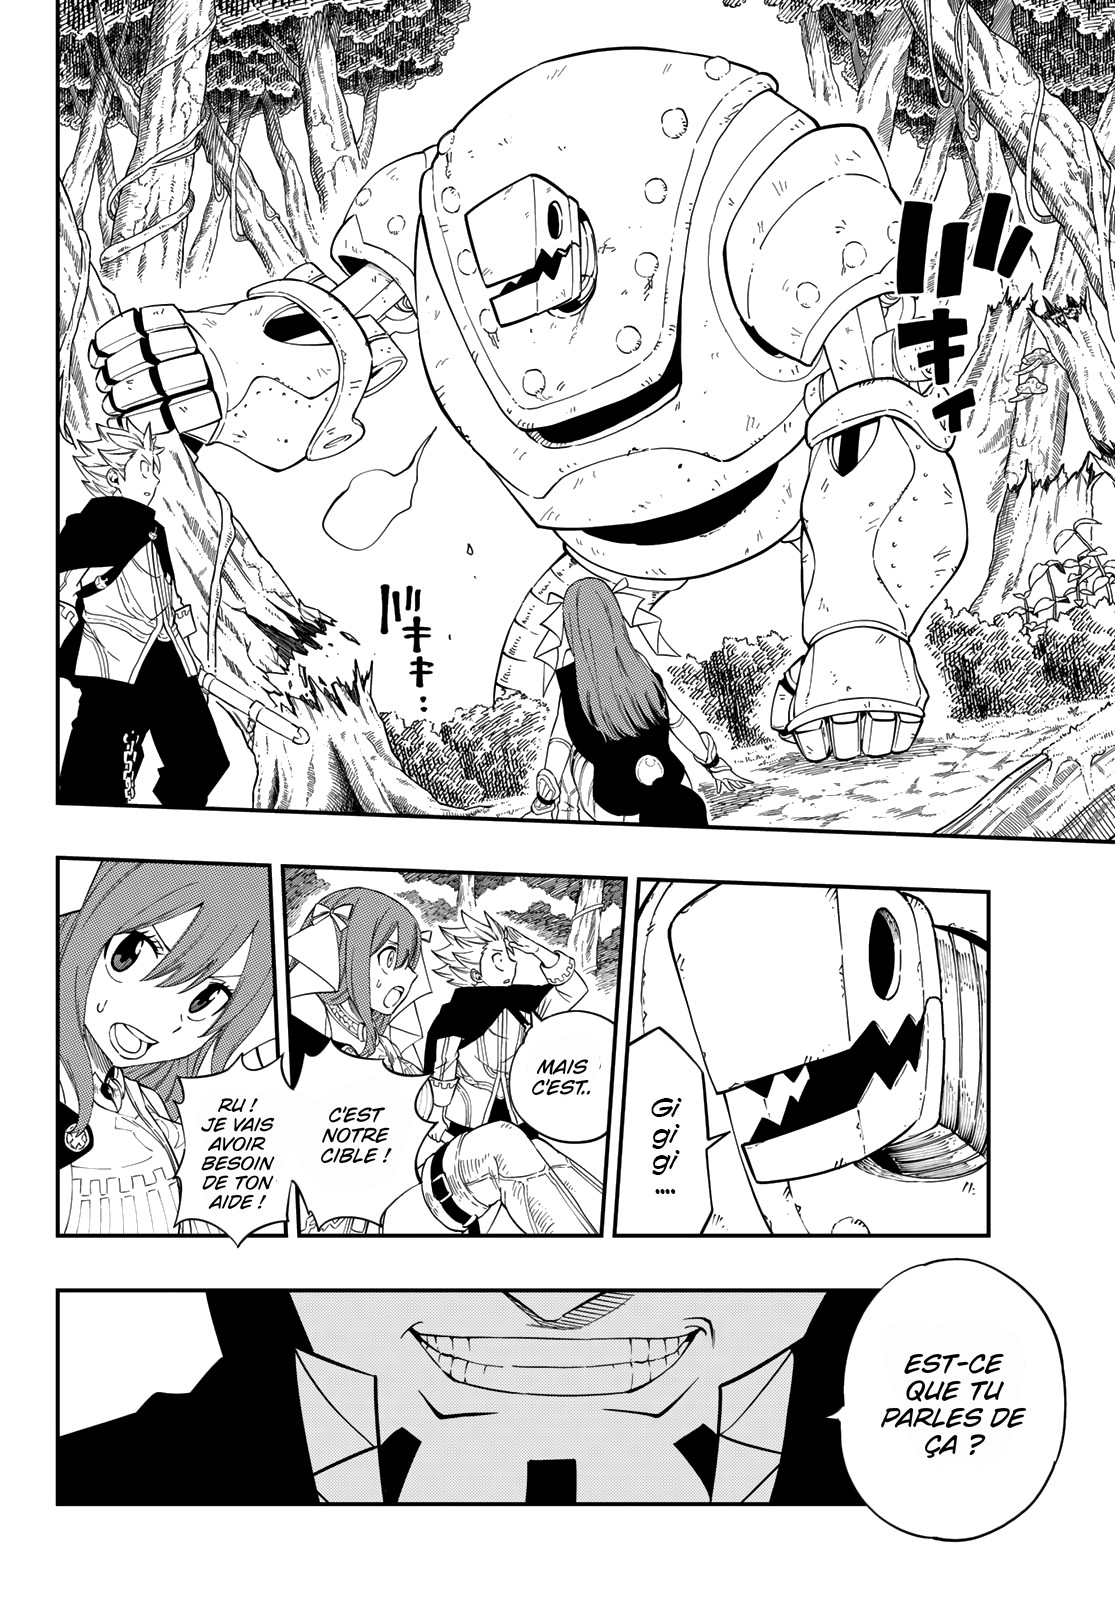 バキィ
バキキ..
Gi
gi
gi
....
MAIS
C'EST..
C'EST
NOTRE
CIBLE !
RU !
JE VAIS
AVOIR
BESOIN
DE TON
AIDE !
EST-CE
QUE TU
PARLES DE
ÇA ?